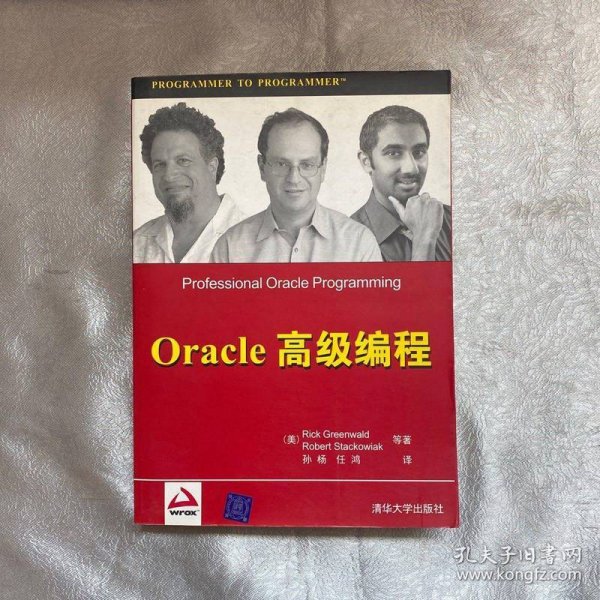 PROGRAMMER TO PROGRAMMER™
Professional Oracle Programming
Oracle 高级编程
(美) Rick Greenwald
Robert Stackowiak 等著
孙 杨 任 鸿 译
wrox™
清华大学出版社
孔夫子旧书网
www.kongfz.com